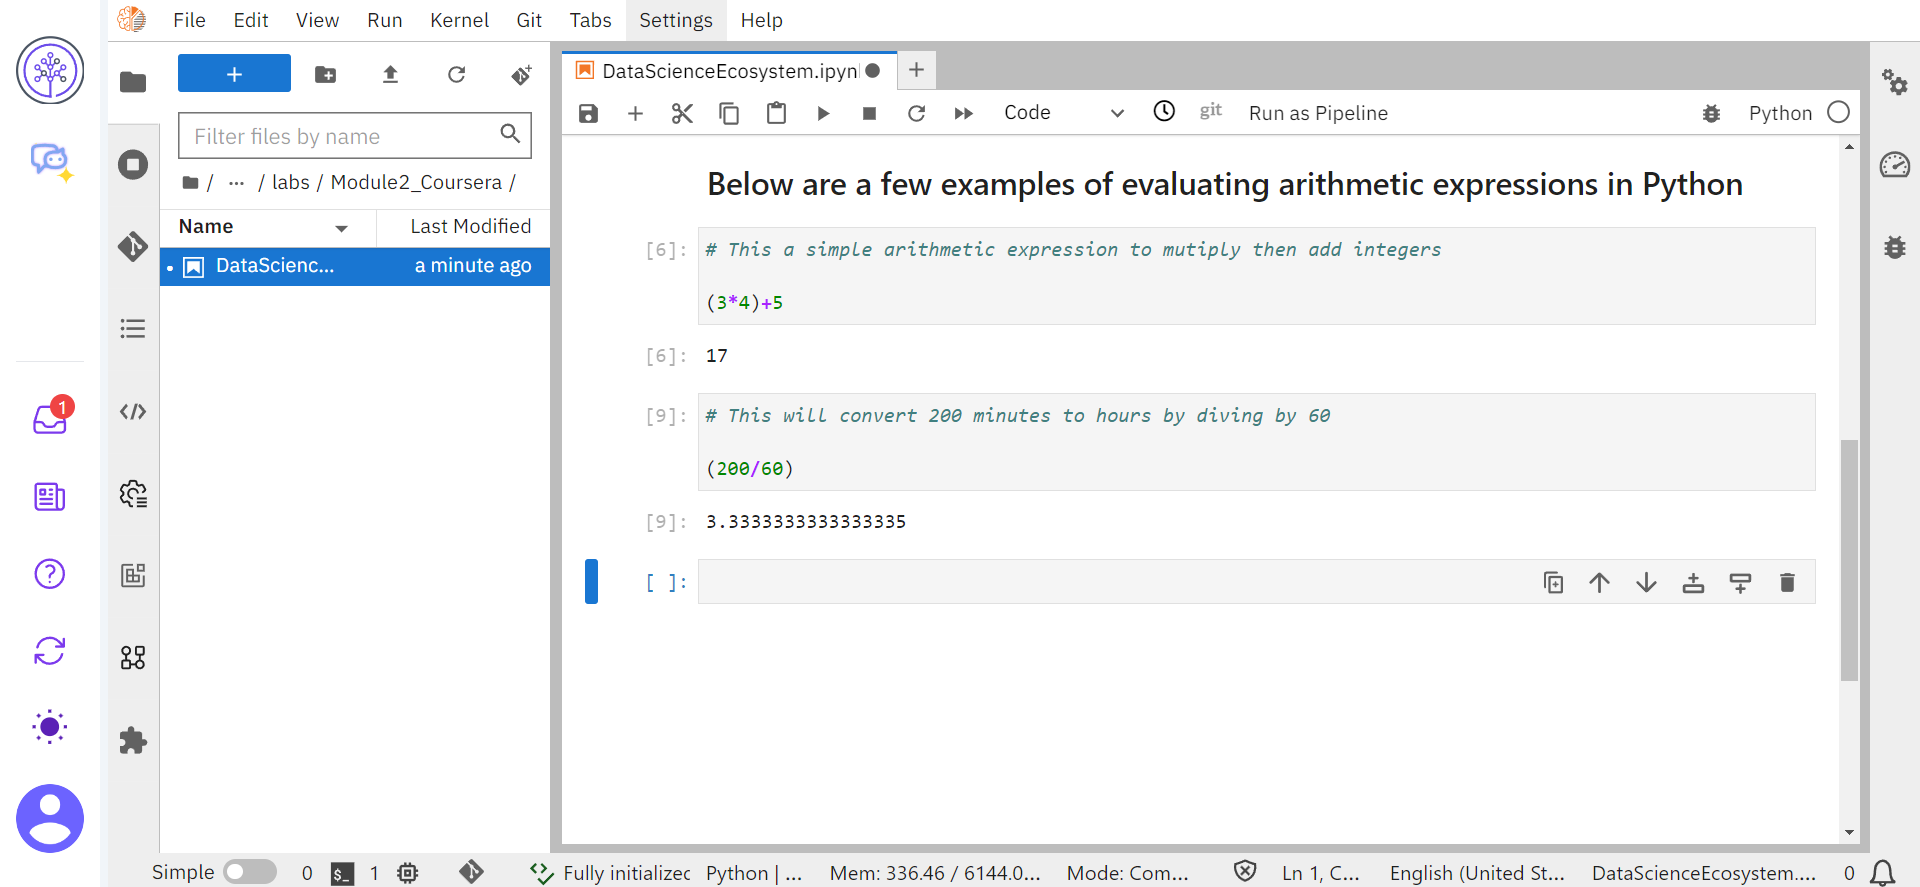 File Edit View Run Kernel Git Tabs Settings Help
+
Filter files by name
/ ... / labs / Module2_Coursera /
Name Last Modified
DataScienc... a minute ago
1
DataScienceEcosystem.ipyn
+
Code git Run as Pipeline Python
Below are a few examples of evaluating arithmetic expressions in Python
[6]: # This a simple arithmetic expression to mutiply then add integers
(3*4)+5
[6]: 17
[9]: # This will convert 200 minutes to hours by diving by 60
(200/60)
[9]: 3.3333333333333335
[ ]:
Simple 0 $_ 1 Fully initialized Python | ... Mem: 336.46 / 6144.0... Mode: Com... Ln 1, C... English (United St... DataScienceEcosystem.... 0